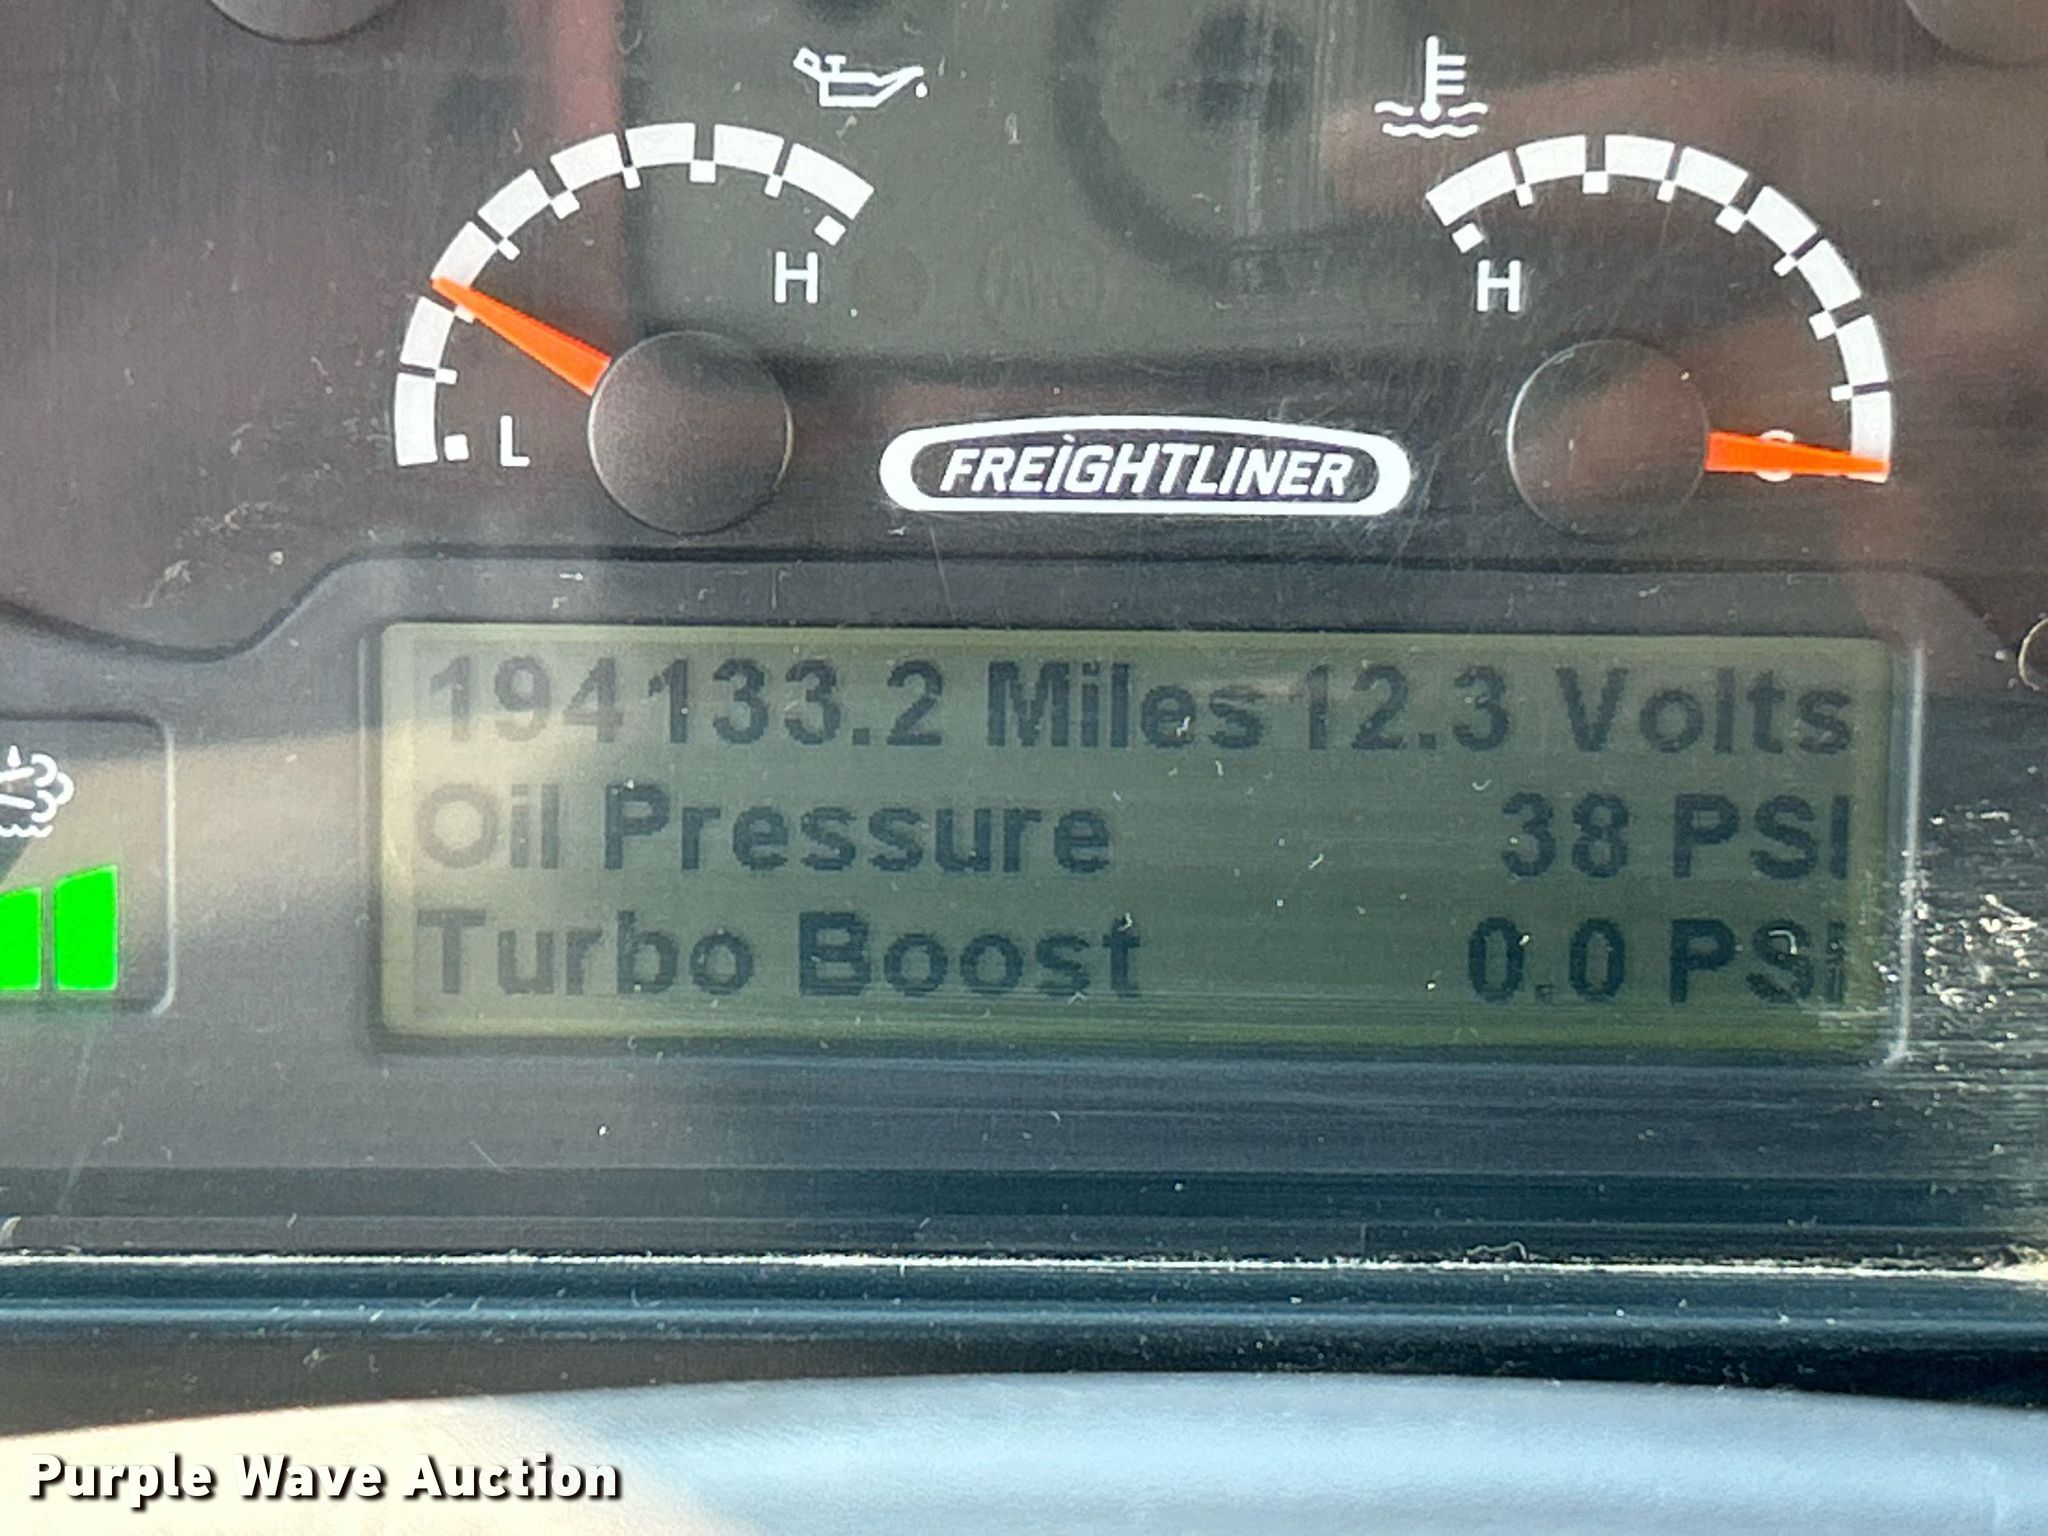 H
H
L
C
FREIGHTLINER
194133.2 Miles 12.3 Volts
Oil Pressure 38 PSI
Turbo Boost 0.0 PSI
Purple Wave Auction